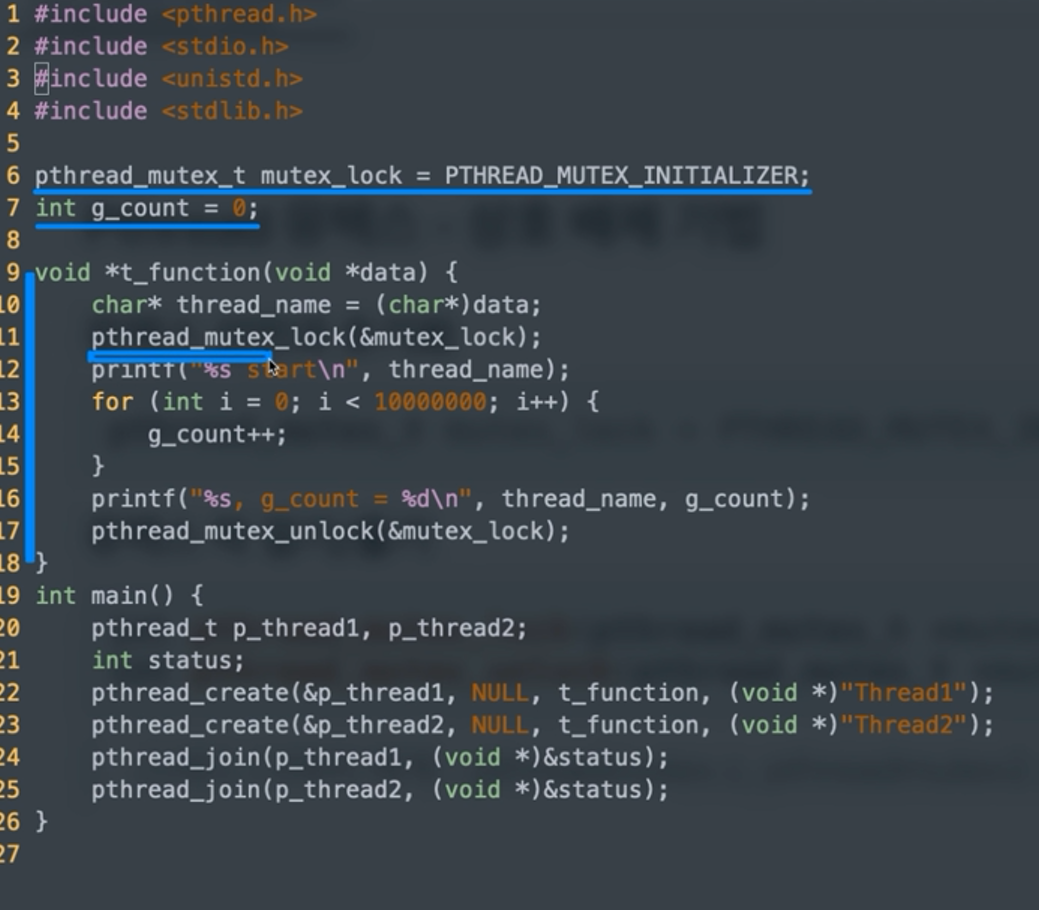 1 #include <pthread.h>
2 #include <stdio.h>
3 #include <unistd.h>
4 #include <stdlib.h>
5
6 pthread_mutex_t mutex_lock = PTHREAD_MUTEX_INITIALIZER;
7 int g_count = 0;
8
9 void *t_function(void *data) {
10     char* thread_name = (char*)data;
11     pthread_mutex_lock(&mutex_lock);
12     printf("%s start\n", thread_name);
13     for (int i = 0; i < 10000000; i++) {
14         g_count++;
15     }
16     printf("%s, g_count = %d\n", thread_name, g_count);
17     pthread_mutex_unlock(&mutex_lock);
18 }
19 int main() {
20     pthread_t p_thread1, p_thread2;
21     int status;
22     pthread_create(&p_thread1, NULL, t_function, (void *)"Thread1");
23     pthread_create(&p_thread2, NULL, t_function, (void *)"Thread2");
24     pthread_join(p_thread1, (void *)&status);
25     pthread_join(p_thread2, (void *)&status);
26 }
27